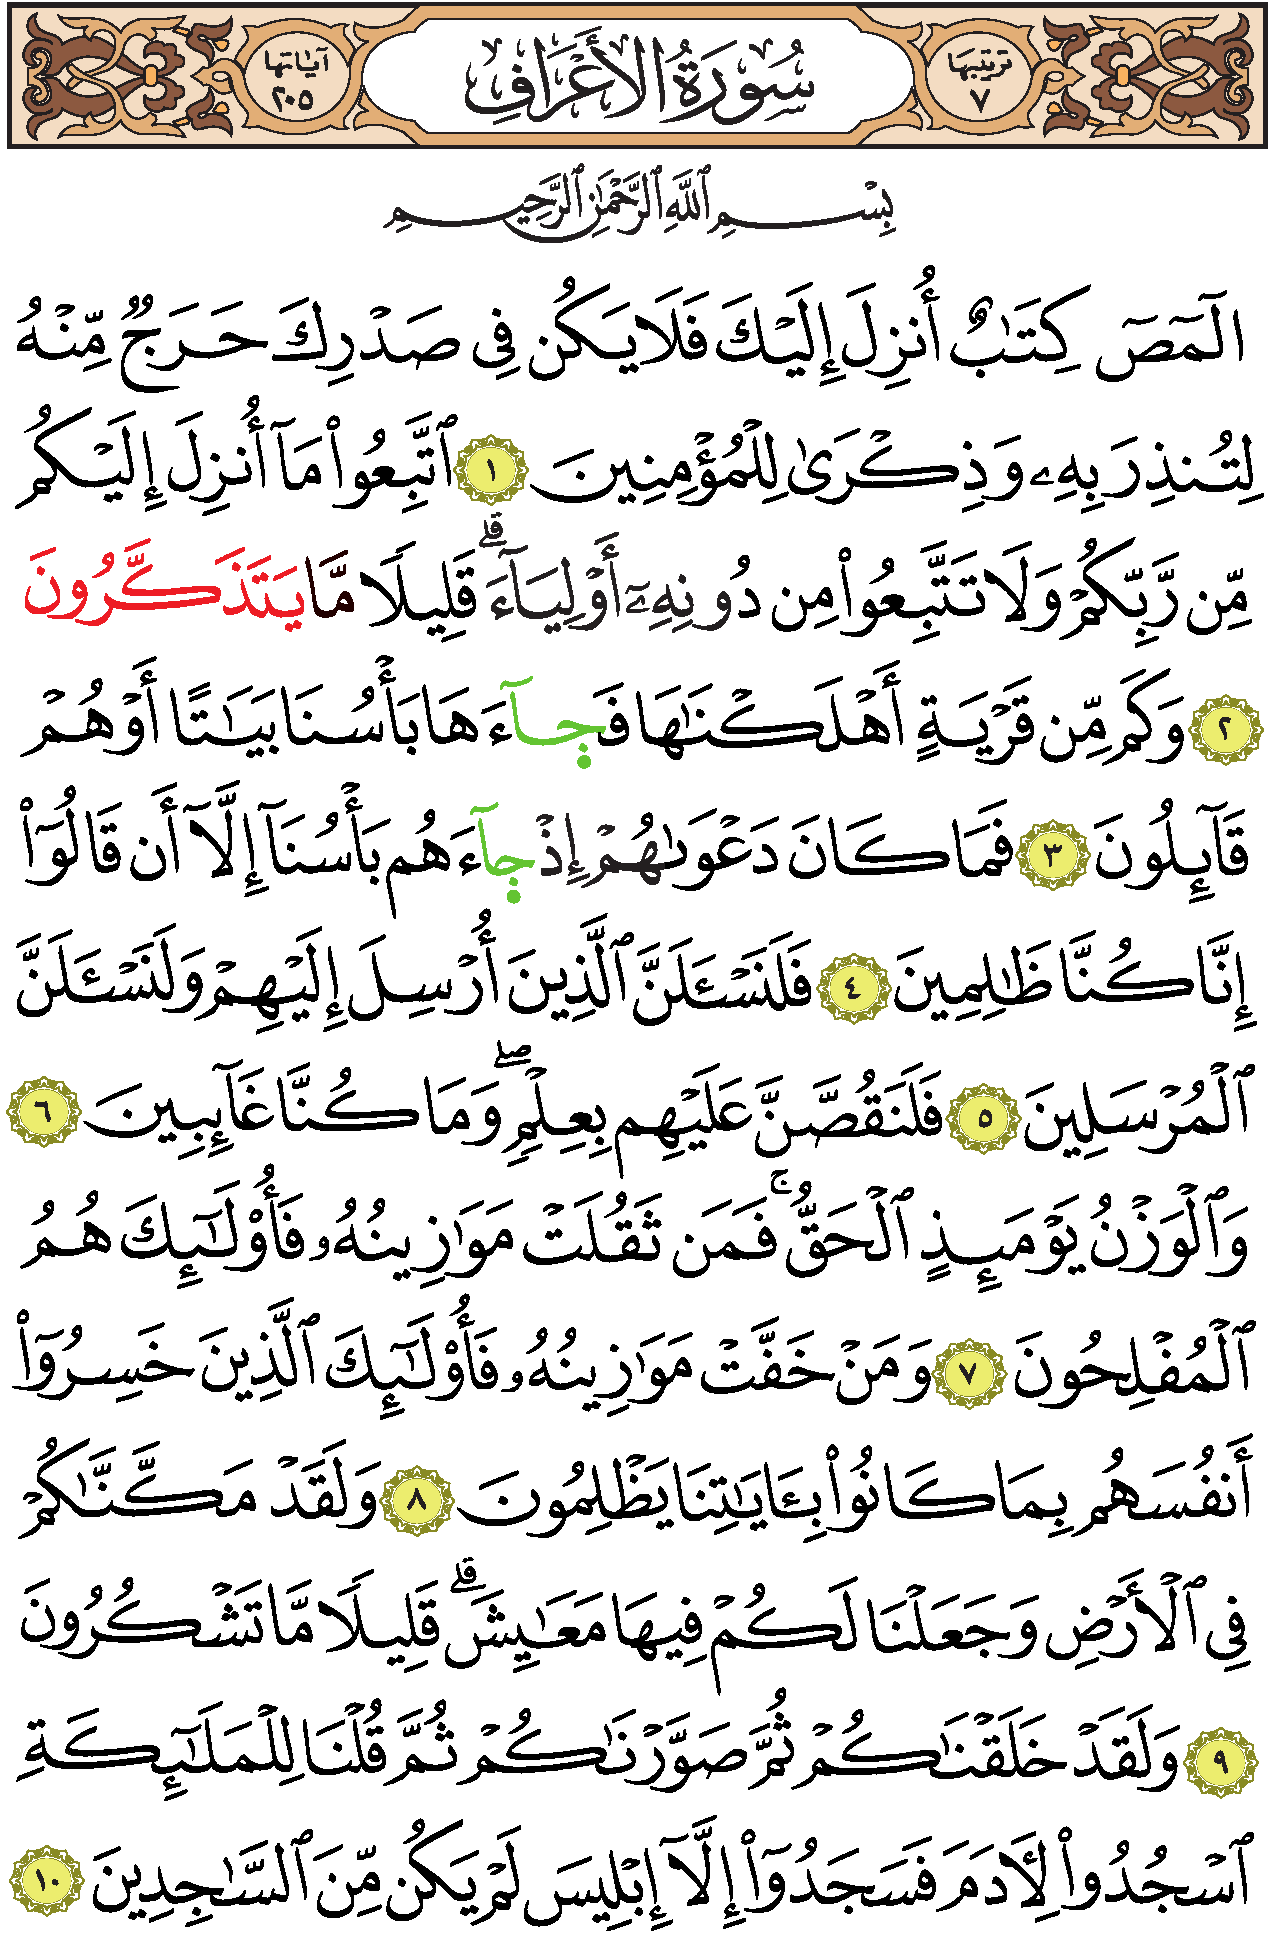 ترتيبها ٧
سُورَةُ الأَعْرَافِ
آياتها ٢٠٥
بِسْمِ ٱللَّهِ ٱلرَّحْمَٰنِ ٱلرَّحِيمِ
الٓمٓصٓ كِتَٰبٌ أُنزِلَ إِلَيْكَ فَلَا يَكُن فِى صَدْرِكَ حَرَجٌ مِّنْهُ
لِتُنذِرَ بِهِۦ وَذِكْرَىٰ لِلْمُؤْمِنِينَ ١ ٱتَّبِعُوا۟ مَآ أُنزِلَ إِلَيْكُم
مِّن رَّبِّكُمْ وَلَا تَتَّبِعُوا۟ مِن دُونِهِۦٓ أَوْلِيَآءَ ۗ قَلِيلًا مَّا يَتَذَكَّرُونَ
٢ وَكَم مِّن قَرْيَةٍ أَهْلَكْنَٰهَا فَجَآءَهَا بَأْسُنَا بَيَٰتًا أَوْ هُمْ
قَآئِلُونَ ٣ فَمَا كَانَ دَعْوَىٰهُمْ إِذْ جَآءَهُم بَأْسُنَآ إِلَّآ أَن قَالُوٓا۟
إِنَّا كُنَّا ظَٰلِمِينَ ٤ فَلَنَسْـَٔلَنَّ ٱلَّذِينَ أُرْسِلَ إِلَيْهِمْ وَلَنَسْـَٔلَنَّ
ٱلْمُرْسَلِينَ ٥ فَلَنَقُصَّنَّ عَلَيْهِم بِعِلْمٍ ۖ وَمَا كُنَّا غَآئِبِينَ ٦
وَٱلْوَزْنُ يَوْمَئِذٍ ٱلْحَقُّ ۚ فَمَن ثَقُلَتْ مَوَٰزِينُهُۥ فَأُو۟لَٰٓئِكَ هُمُ
ٱلْمُفْلِحُونَ ٧ وَمَنْ خَفَّتْ مَوَٰزِينُهُۥ فَأُو۟لَٰٓئِكَ ٱلَّذِينَ خَسِرُوٓا۟
أَنفُسَهُم بِمَا كَانُوا۟ بِـَٔايَٰتِنَا يَظْلِمُونَ ٨ وَلَقَدْ مَكَّنَّٰكُمْ
فِى ٱلْأَرْضِ وَجَعَلْنَا لَكُمْ فِيهَا مَعَٰيِشَ ۗ قَلِيلًا مَّا تَشْكُرُونَ
٩ وَلَقَدْ خَلَقْنَٰكُمْ ثُمَّ صَوَّرْنَٰكُمْ ثُمَّ قُلْنَا لِلْمَلَٰٓئِكَةِ
ٱسْجُدُوا۟ لِـَٔادَمَ فَسَجَدُوٓا۟ إِلَّآ إِبْلِيسَ لَمْ يَكُن مِّنَ ٱلسَّٰجِدِينَ ١٠